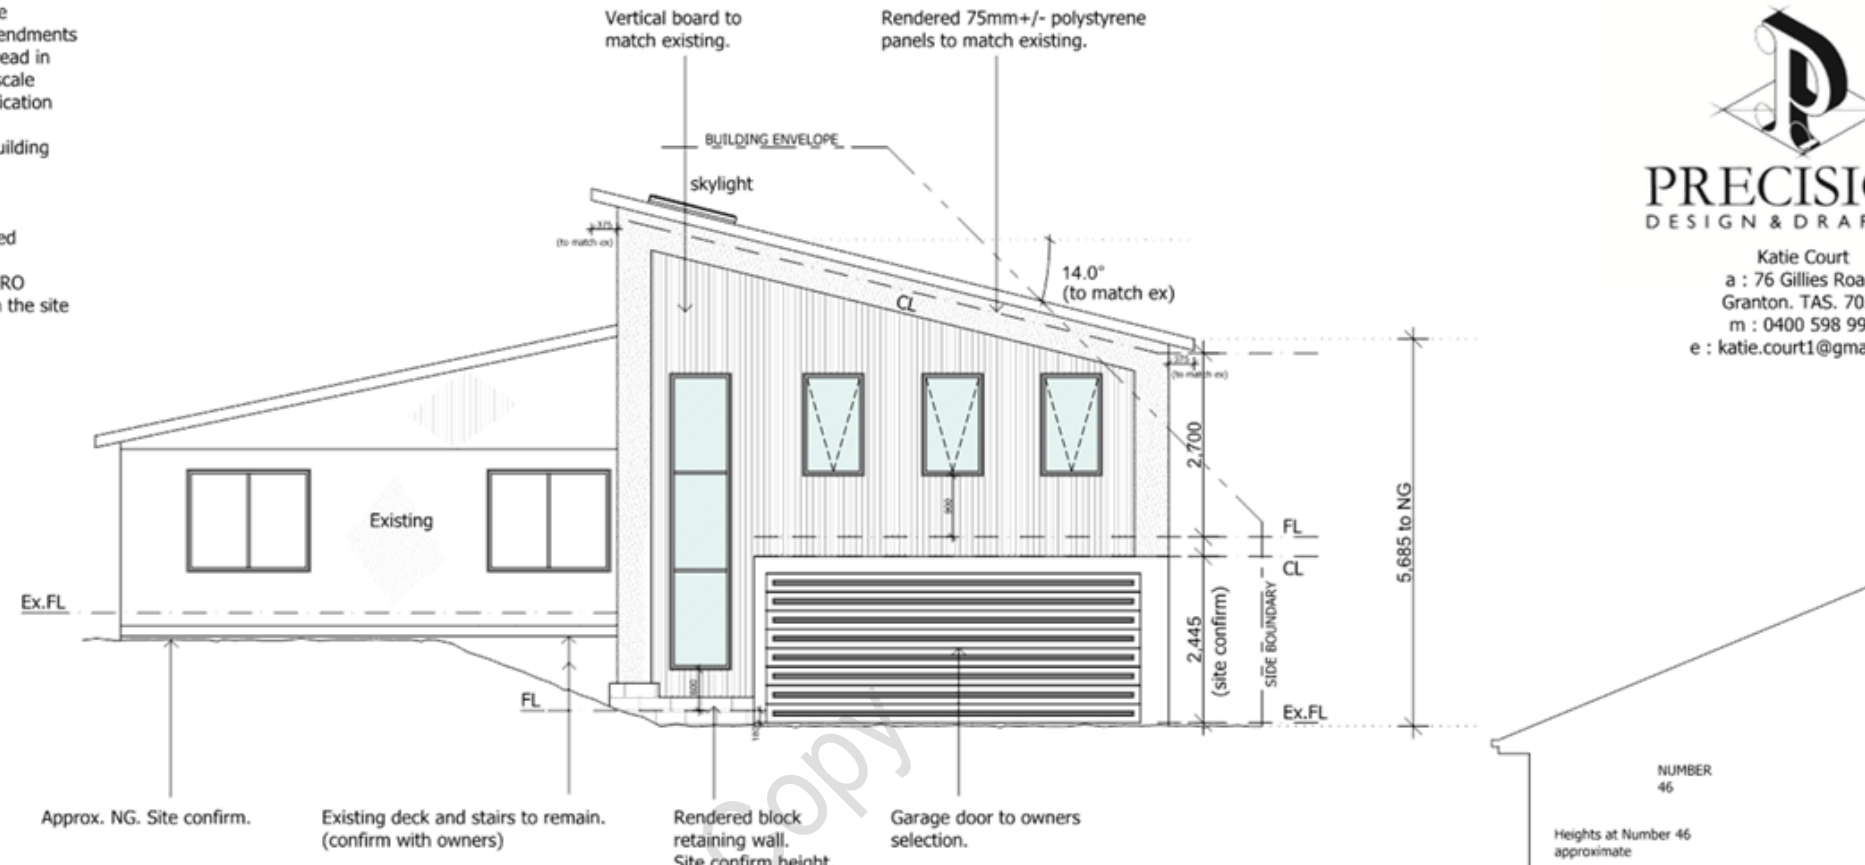 endments
ead in
scale
ication
uilding
RO
the site
Vertical board to
match existing.
Rendered 75mm+/- polystyrene
panels to match existing.
BUILDING ENVELOPE
skylight
375
(to match ex)
14.0°
(to match ex)
CL
375
(to match ex)
2,700
900
FL
CL
5,685 to NG
Existing
Ex.FL
2,445
(site confirm)
SIDE BOUNDARY
600
FL
Ex.FL
Approx. NG. Site confirm.
Existing deck and stairs to remain.
(confirm with owners)
Rendered block
retaining wall.
Site confirm height
Garage door to owners
selection.
Copy
PRECISI
DESIGN & DRAF
Katie Court
a : 76 Gillies Roa
Granton. TAS. 70
m : 0400 598 99
e : katie.court1@gma
NUMBER
46
Heights at Number 46
approximate